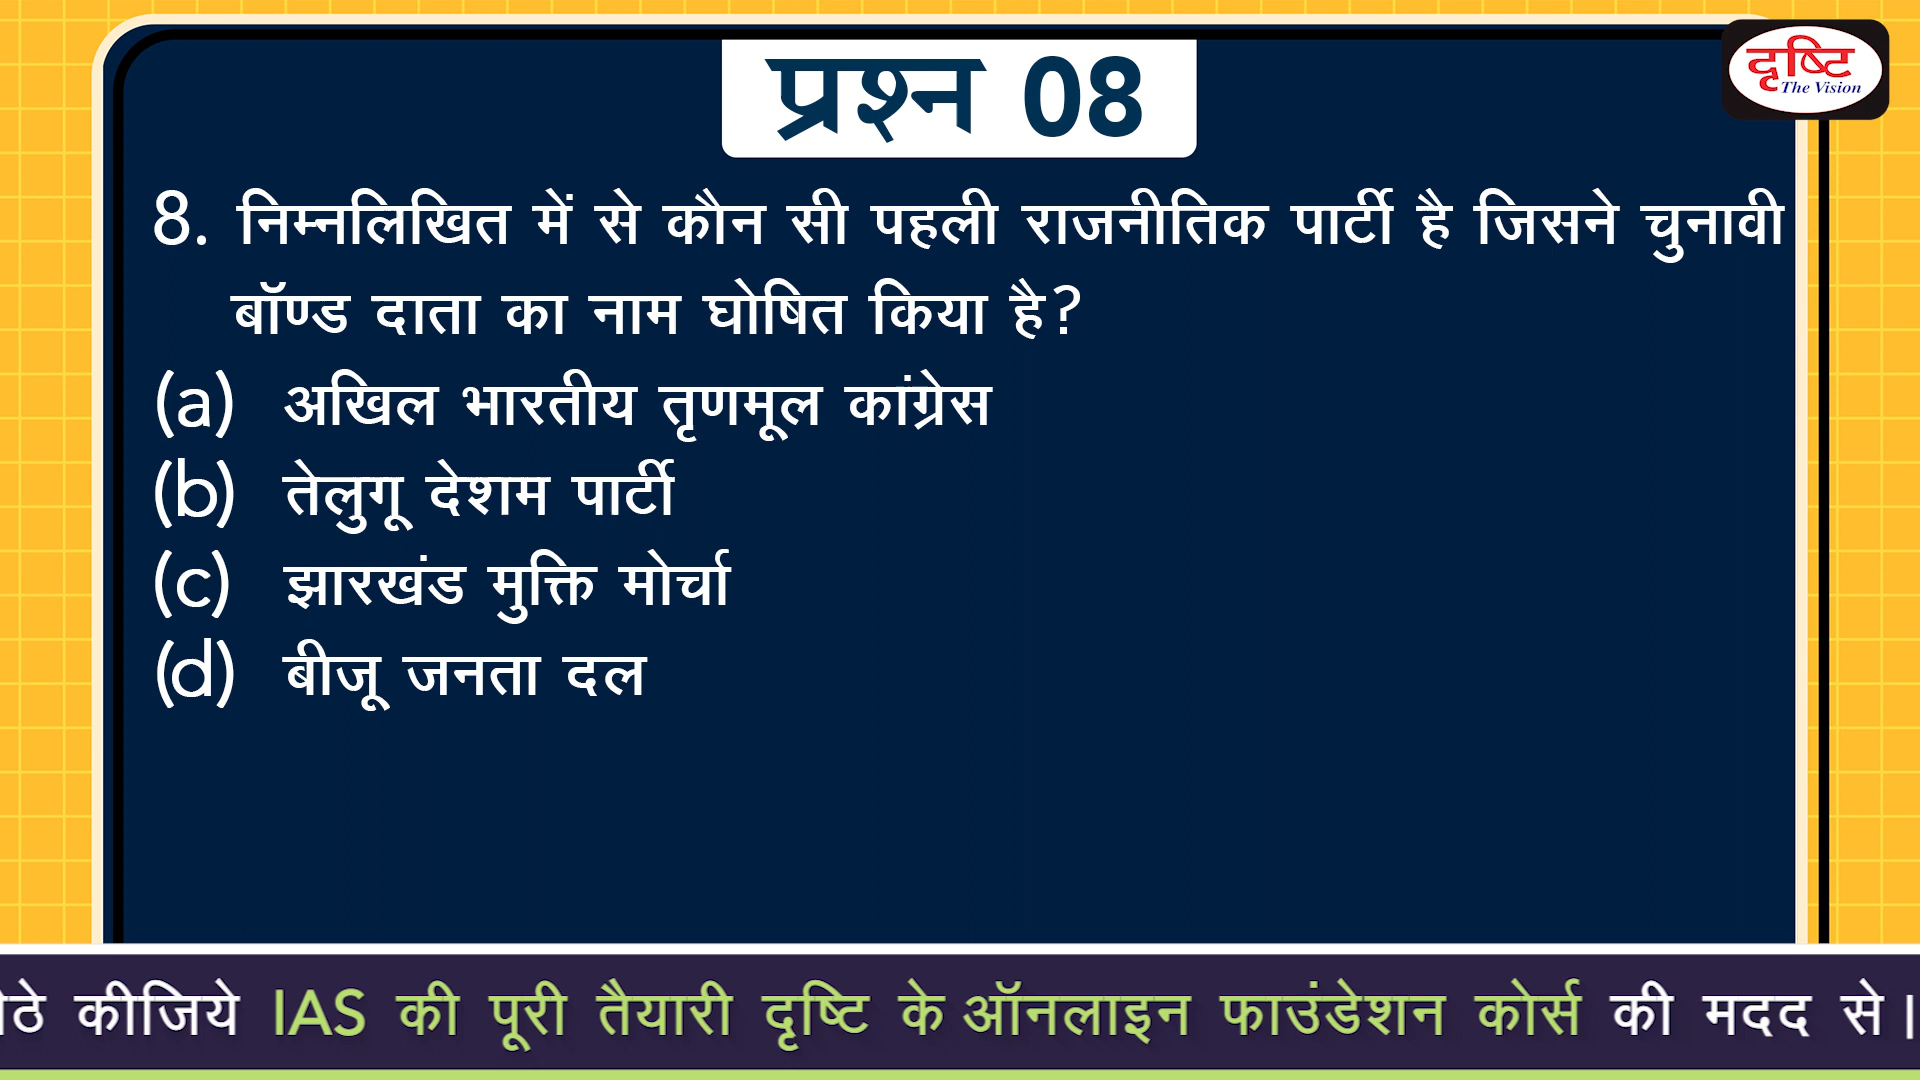 दृष्टि
The Vision
प्रश्न 08
8. निम्नलिखित में से कौन सी पहली राजनीतिक पार्टी है जिसने चुनावी
बॉण्ड दाता का नाम घोषित किया है?
(a) अखिल भारतीय तृणमूल कांग्रेस
(b) तेलुगू देशम पार्टी
(c) झारखंड मुक्ति मोर्चा
(d) बीजू जनता दल
कीजिये IAS की पूरी तैयारी दृष्टि के ऑनलाइन फाउंडेशन कोर्स की मदद से।